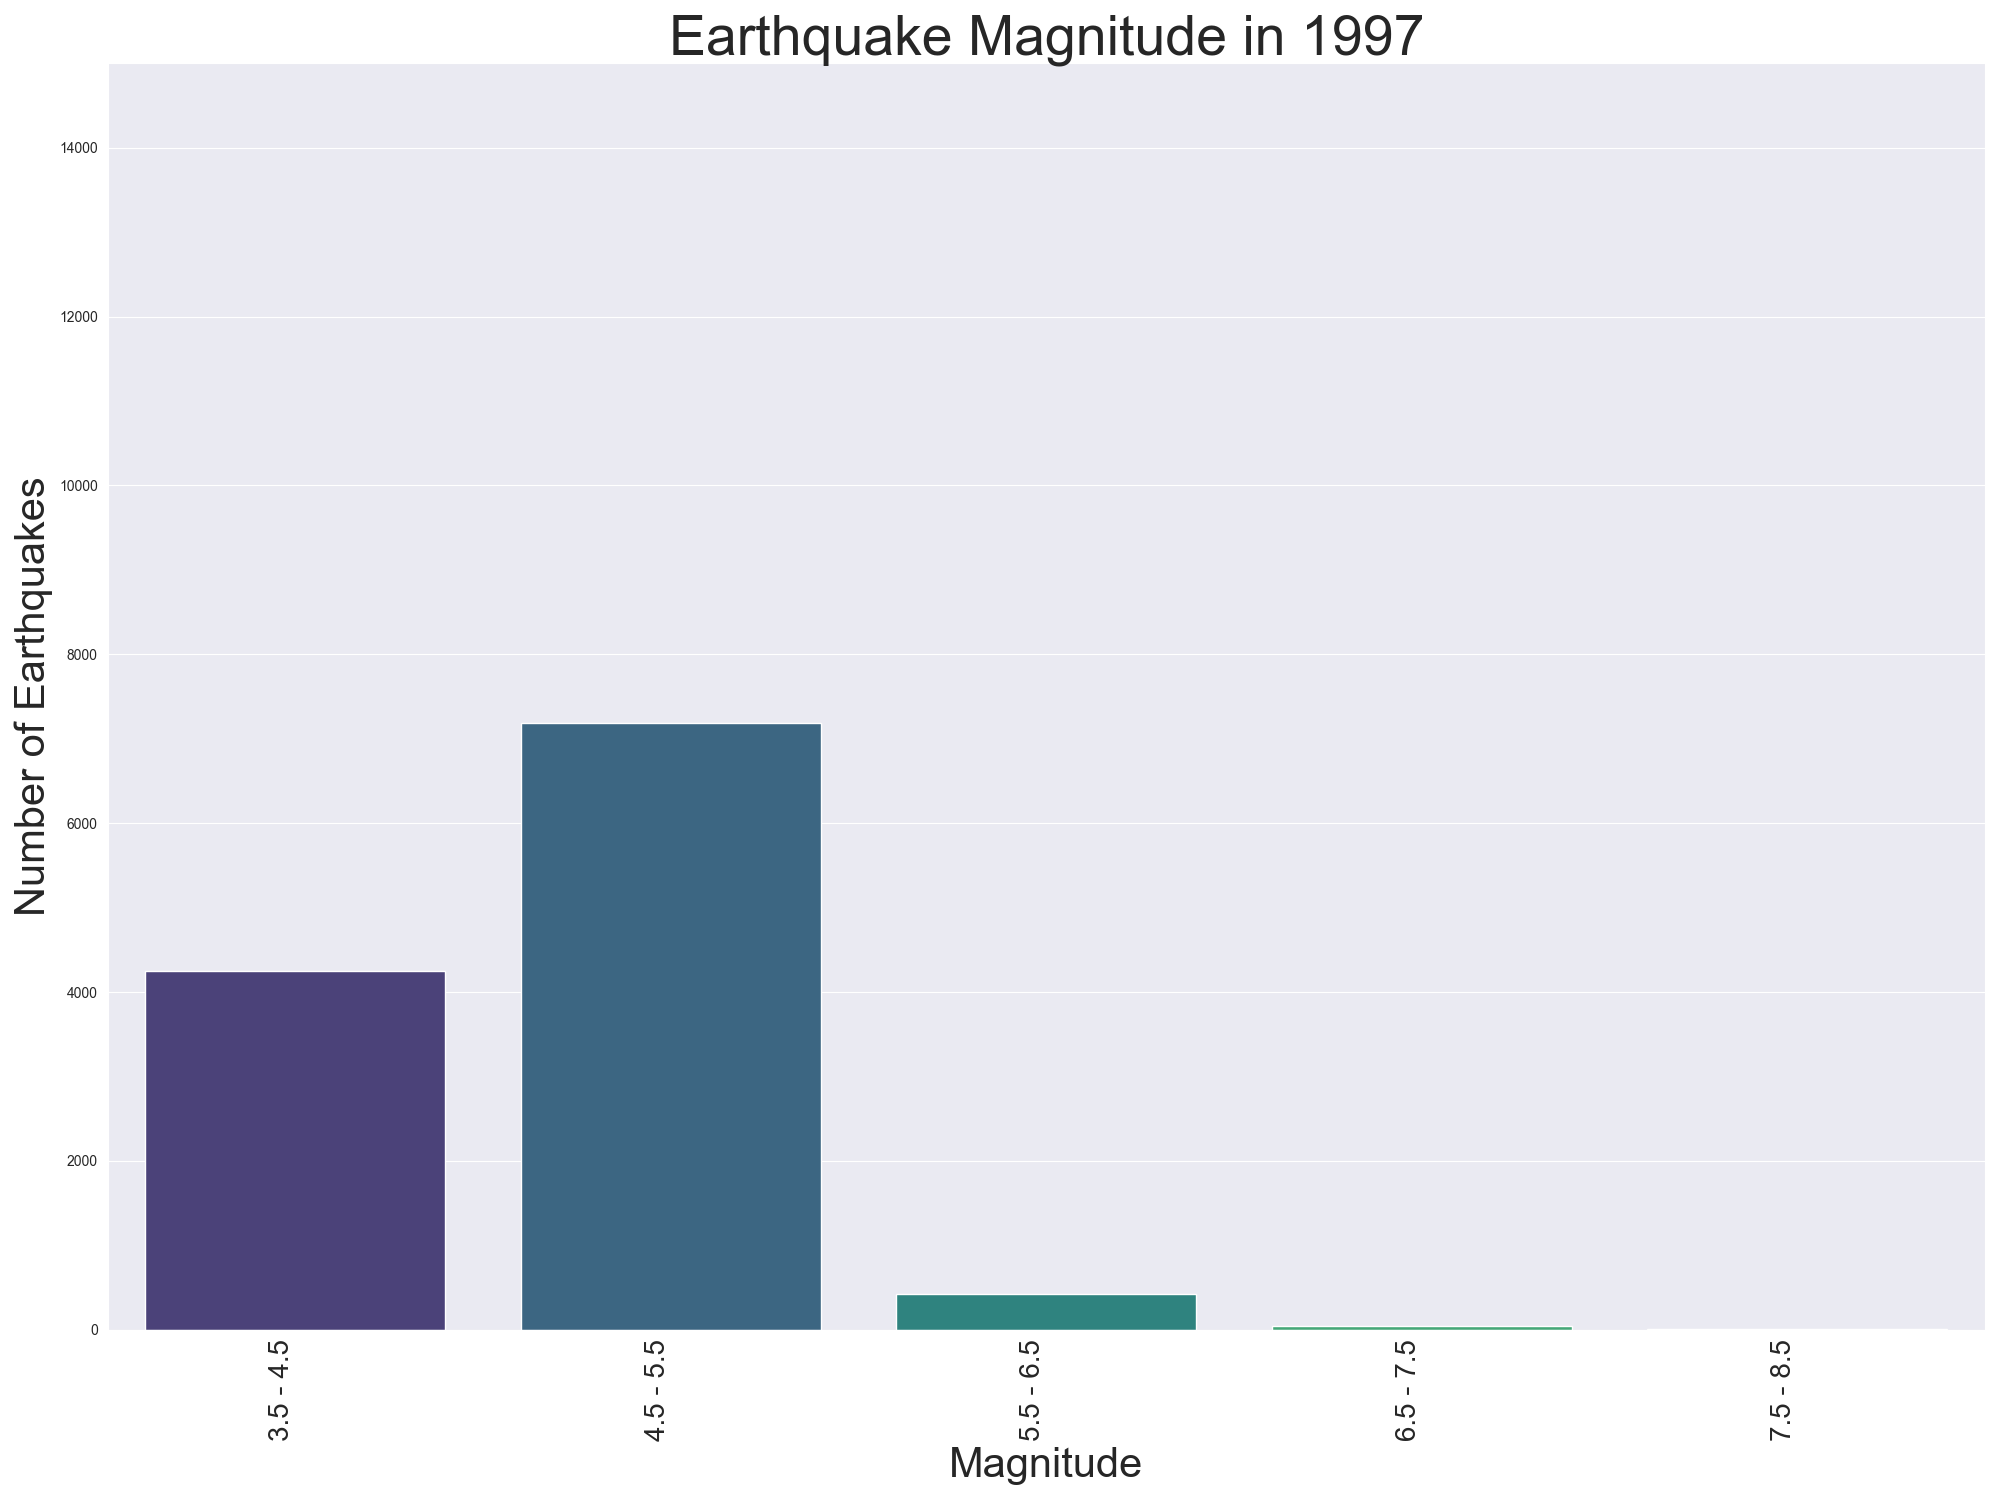 Earthquake Magnitude in 1997
14000
12000
10000
8000
6000
4000
2000
0
Number of Earthquakes
3.5 - 4.5
4.5 - 5.5
5.5 - 6.5
6.5 - 7.5
7.5 - 8.5
Magnitude